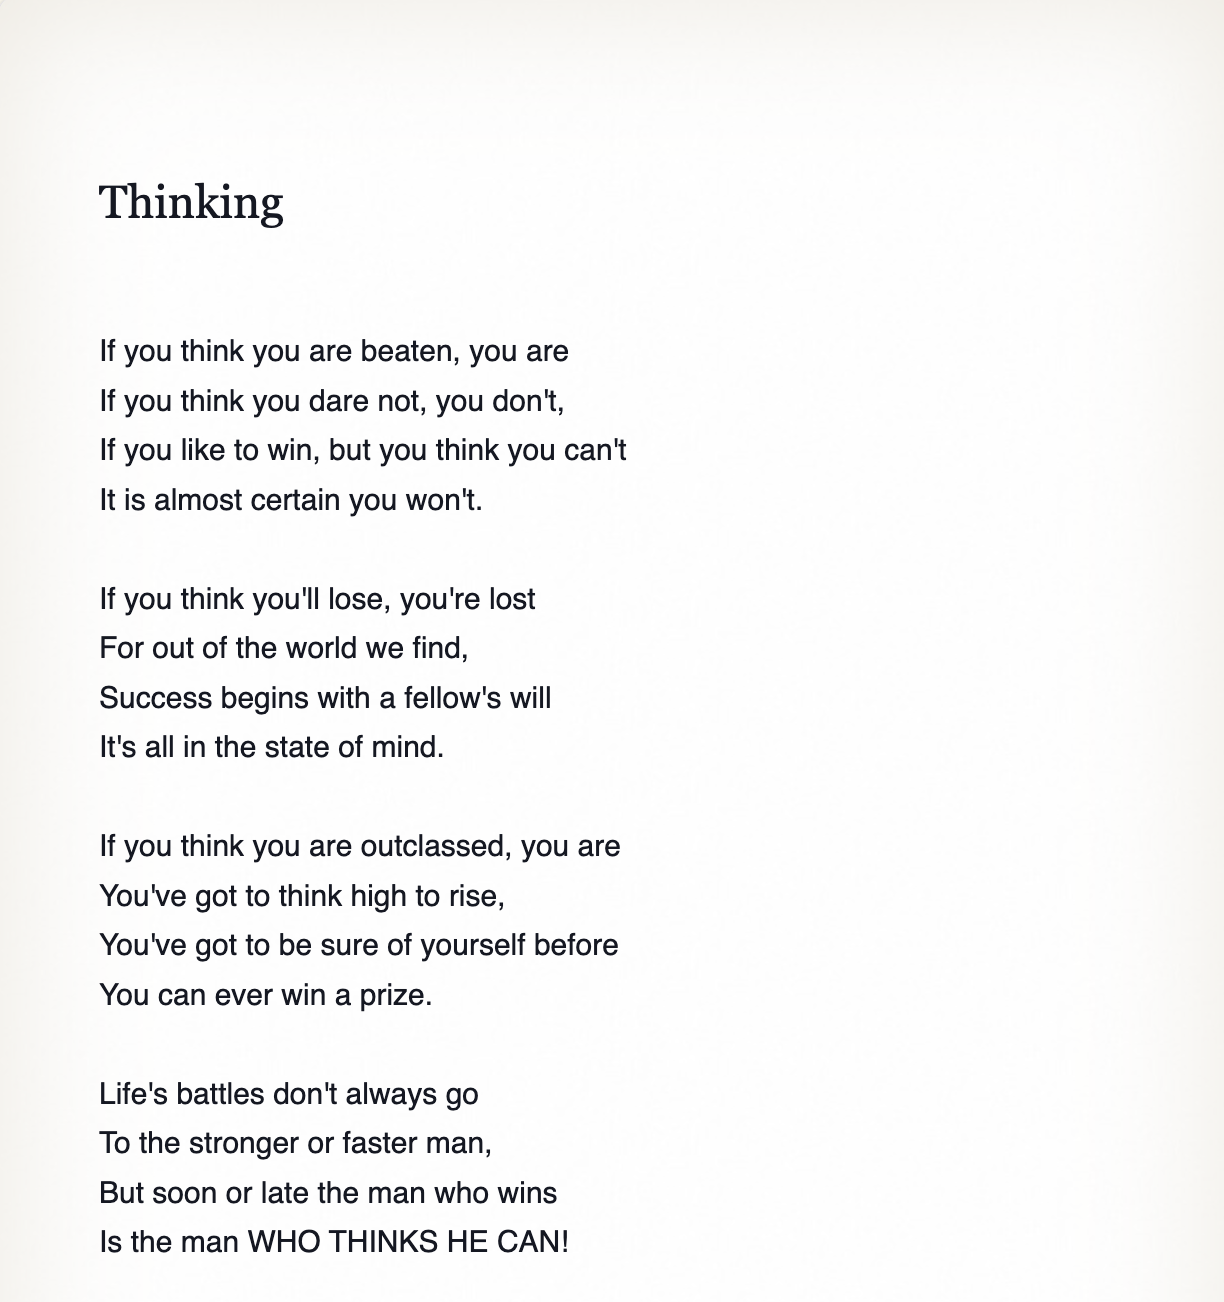 Thinking
If you think you are beaten, you are
If you think you dare not, you don't,
If you like to win, but you think you can't
It is almost certain you won't.
If you think you'll lose, you're lost
For out of the world we find,
Success begins with a fellow's will
It's all in the state of mind.
If you think you are outclassed, you are
You've got to think high to rise,
You've got to be sure of yourself before
You can ever win a prize.
Life's battles don't always go
To the stronger or faster man,
But soon or late the man who wins
Is the man WHO THINKS HE CAN!